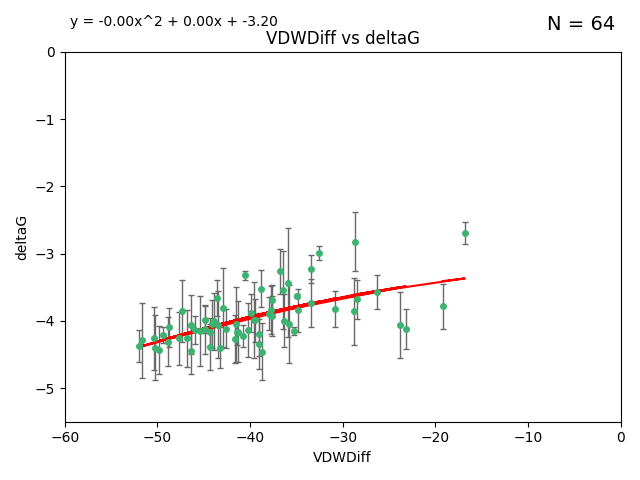 y = -0.00x^2 + 0.00x + -3.20
N = 64
VDWDiff vs deltaG
0
−1
−2
−3
−4
−5
deltaG
−60 −50 −40 −30 −20 −10 0
VDWDiff